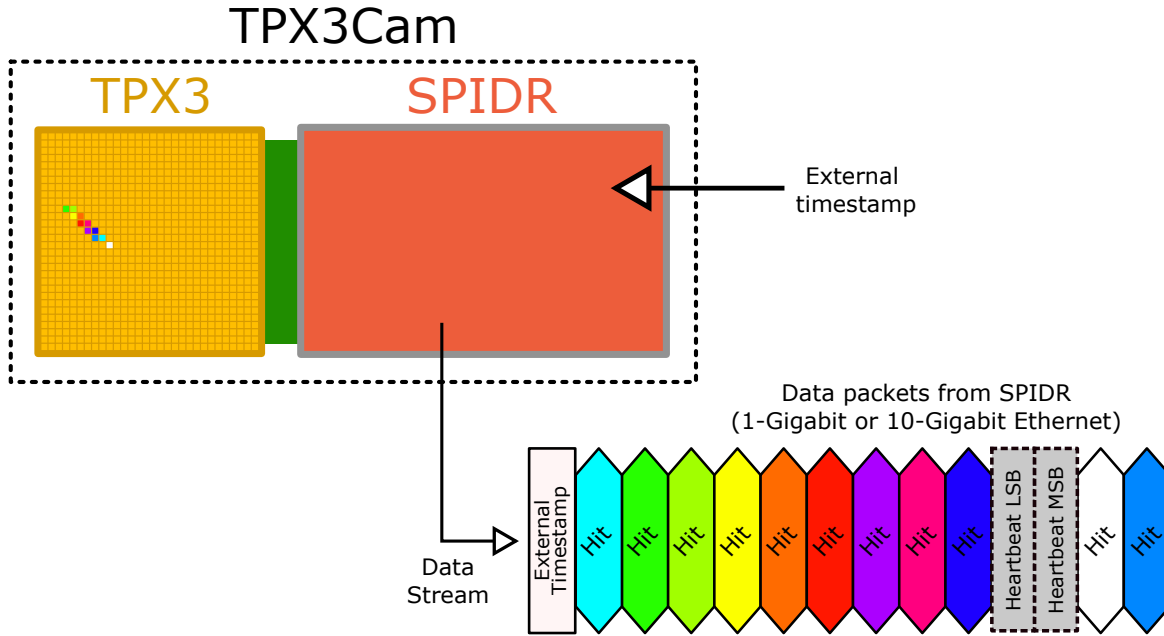 TPX3Cam
TPX3
SPIDR
External
timestamp
Data packets from SPIDR
(1-Gigabit or 10-Gigabit Ethernet)
Data
Stream
External
Timestamp
Hit
Hit
Hit
Hit
Hit
Hit
Hit
Hit
Hit
Heartbeat LSB
Heartbeat MSB
Hit
Hit